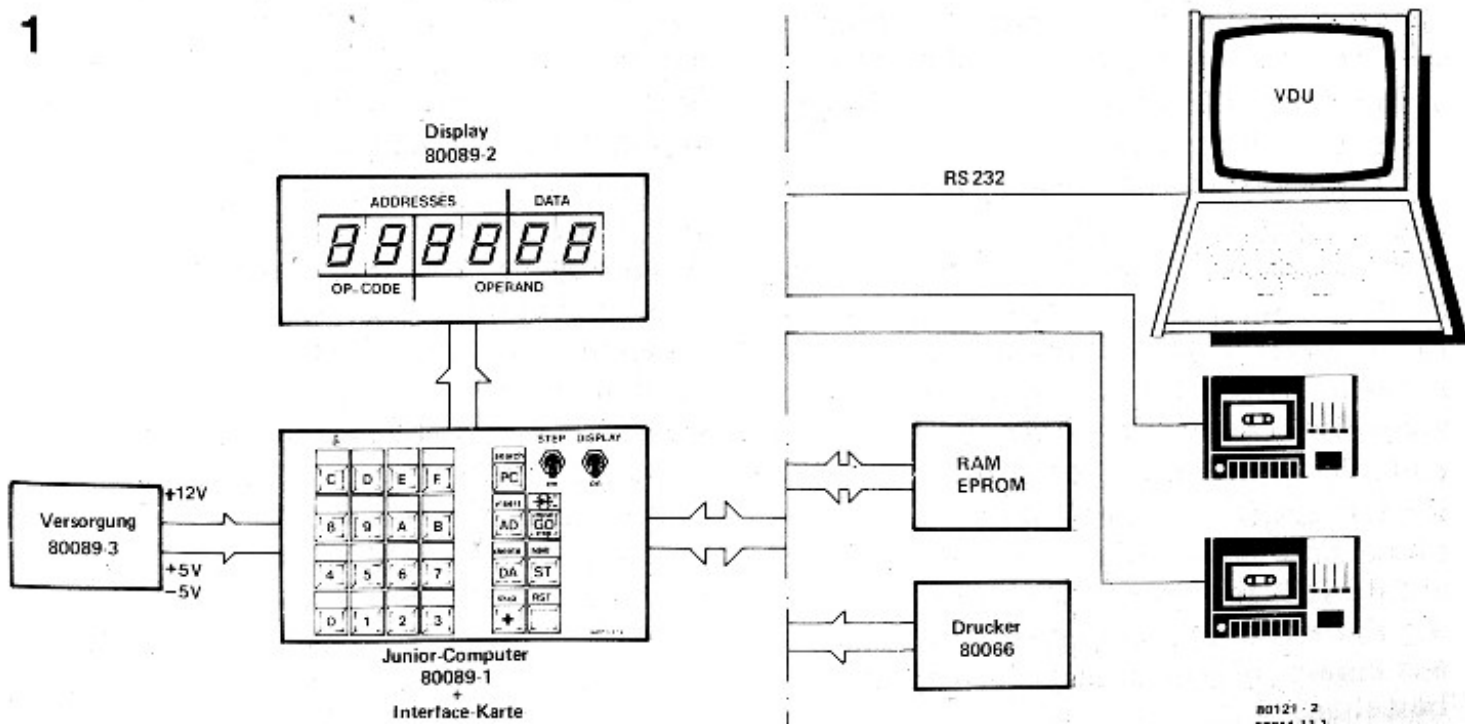 1
Display
80089-2
ADDRESSES DATA
OP-CODE OPERAND
RS 232
VDU
Versorgung
80089-3
+12V
+5V
-5V
STEP DISPLAY
C D E F PC
8 9 A B AD GO
4 5 6 7 DA ST
RST
0 1 2 3 +
Junior-Computer
80089-1
+
Interface-Karte
RAM
EPROM
Drucker
80066
80121 - 2